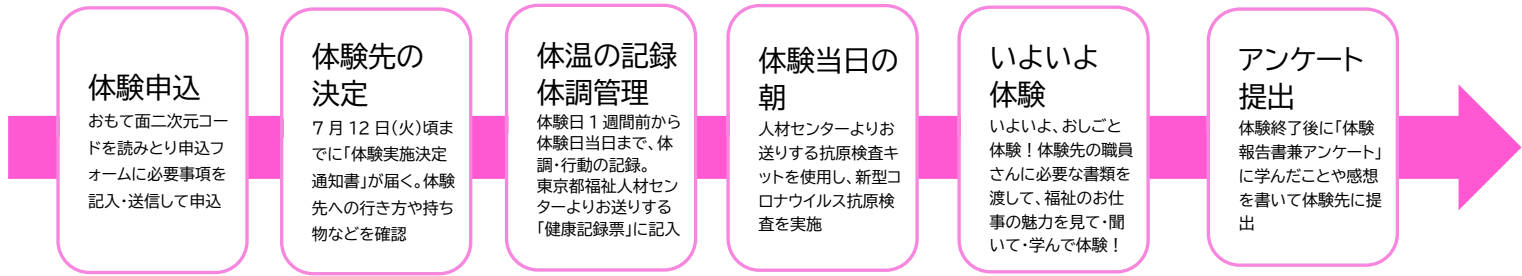 体験申込
おもて面二次元コー
ドを読みとり申込フ
ォームに必要事項を
記入・送信して申込
体験先の
決定
7月12日(火)頃ま
でに「体験実施決定
通知書」が届く。体験
先への行き方や持ち
物などを確認
体温の記録
体調管理
体験日1週間前から
体験日当日まで、体
調・行動の記録。
東京都福祉人材セン
ターよりお送りする
「健康記録票」に記入
体験当日の
朝
人材センターよりお
送りする抗原検査キ
ットを使用し、新型コ
ロナウイルス抗原検
査を実施
いよいよ
体験
いよいよ、おしごと
体験！体験先の職員
さんに必要な書類を
渡して、福祉のお仕
事の魅力を見て・聞
いて・学んで体験！
アンケート
提出
体験終了後に「体験
報告書兼アンケート」
に学んだことや感想
を書いて体験先に提
出